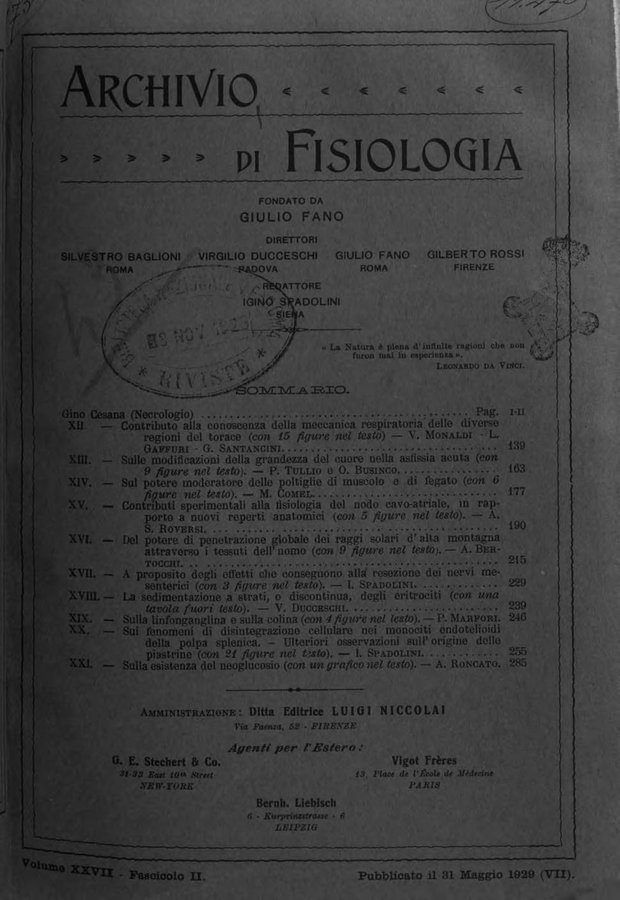 ARCHIVIO
DI FISIOLOGIA
FONDATO DA
GIULIO FANO
DIRETTORI
SILVESTRO BAGLIONI VIRGILIO DUCCESCHI GIULIO FANO GILBERTO ROSSI
ROMA PADOVA ROMA FIRENZE
REDATTORE
IGINO SPADOLINI
SIENA
« La Natura è piena d'infinite ragioni che non
furon mai in esperienza ».
LEONARDO DA VINCI.
NOV
RIVISTE
SOMMARIO.
Gino Cesana (Necrologio) Pag. I-II
XII. — Contributo alla conoscenza della meccanica respiratoria delle diverse
regioni del torace (con 15 figure nel testo) — V. MONALDI - L.
GAFFURI - G. SANTANCINI. 139
XIII. — Sulle modificazioni della grandezza del cuore nella asfissia acuta (con
9 figure nel testo). — P. TULLIO e O. BUSINCO. 163
XIV. — Sul potere moderatore delle poltiglie di muscolo e di fegato (con 6
figure nel testo). — M. COMEL. 177
XV. — Contributi sperimentali alla fisiologia del nodo cavo-atriale, in rap-
porto a nuovi reperti anatomici (con 5 figure nel testo). — A.
S. ROVERSI. 190
XVI. — Del potere di penetrazione globale dei raggi solari d'alta montagna
attraverso i tessuti dell'uomo (con 9 figure nel testo). — A. BER-
TOCCHI. 215
XVII. — A proposito degli effetti che conseguono alla resezione dei nervi me-
senterici (con 3 figure nel testo). — I. SPADOLINI. 229
XVIII. — La sedimentazione a strati, o discontinua, degli eritrociti (con una
tavola fuori testo). — V. DUCCESCHI. 239
XIX. — Sulla linfonganglina e sulla colina (con 4 figure nel testo). — P. MARFORI. 246
XX. — Sui fenomeni di disintegrazione cellulare nei monociti endotelioidi
della polpa splenica. - Ulteriori osservazioni sull'origine delle
piastrine (con 21 figure nel testo). — I. SPADOLINI. 255
XXI. — Sulla esistenza del neoglucosio (con un grafico nel testo). — A. RONCATO. 285
AMMINISTRAZIONE: Ditta Editrice LUIGI NICCOLAI
Via Faenza, 52 - FIRENZE
Agenti per l'Estero:
G. E. Stechert & Co. Vigot Frères
31-33 East 10th Street 13, Place de l'École de Médecine
NEW-YORK PARIS
Bernh. Liebisch
6 - Kurprinzstrasse - 6
LEIPZIG
Volume XXVII - Fascicolo II. Pubblicato il 31 Maggio 1929 (VII).